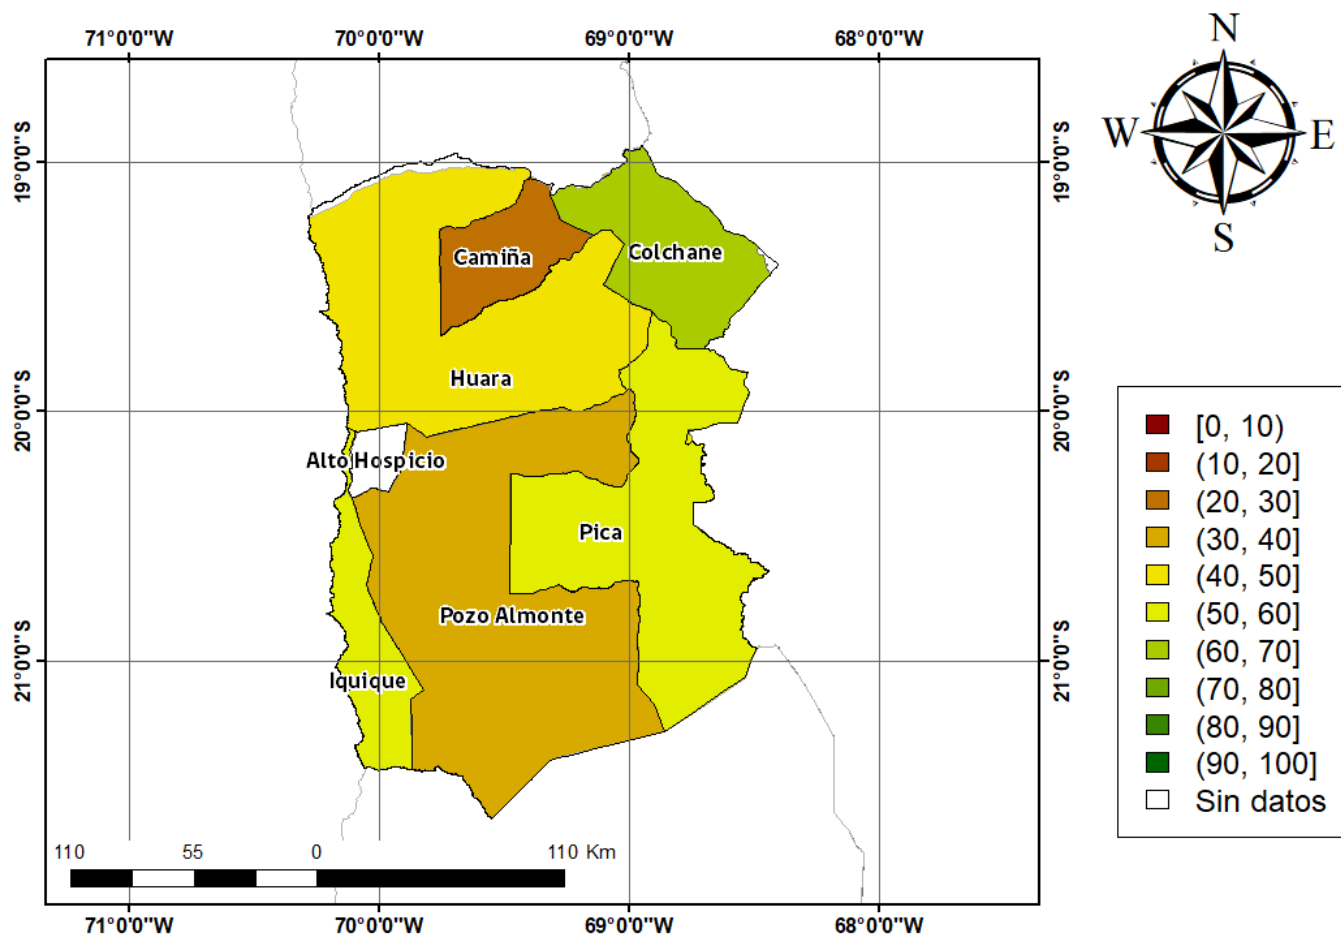 71°0'0"W 70°0'0"W 69°0'0"W 68°0'0"W
N
W E
S
19°0'0"S 19°0'0"S
Camiña Colchane
Huara
20°0'0"S 20°0'0"S
Alto Hospicio
Pica
Pozo Almonte
21°0'0"S 21°0'0"S
Iquique
[0, 10)
(10, 20]
(20, 30]
(30, 40]
(40, 50]
(50, 60]
(60, 70]
(70, 80]
(80, 90]
(90, 100]
Sin datos
110 55 0 110 Km
71°0'0"W 70°0'0"W 69°0'0"W 68°0'0"W